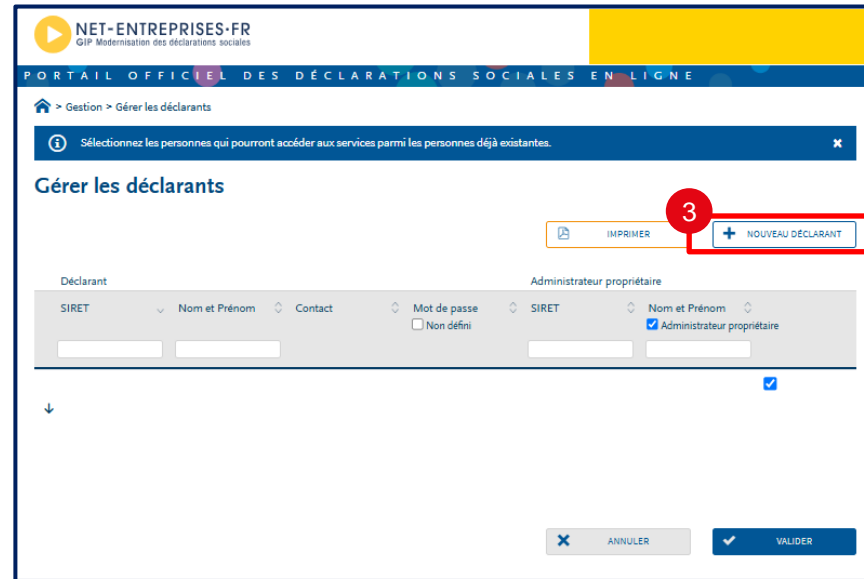 NET-ENTREPRISES·FR
GIP Modernisation des déclarations sociales
PORTAIL OFFICIEL DES DÉCLARATIONS SOCIALES EN LIGNE
> Gestion > Gérer les déclarants
Sélectionnez les personnes qui pourront accéder aux services parmi les personnes déjà existantes.
Gérer les déclarants
3
IMPRIMER
NOUVEAU DÉCLARANT
Déclarant
Administrateur propriétaire
SIRET
Nom et Prénom
Contact
Mot de passe
SIRET
Nom et Prénom
Non défini
Administrateur propriétaire
ANNULER
VALIDER